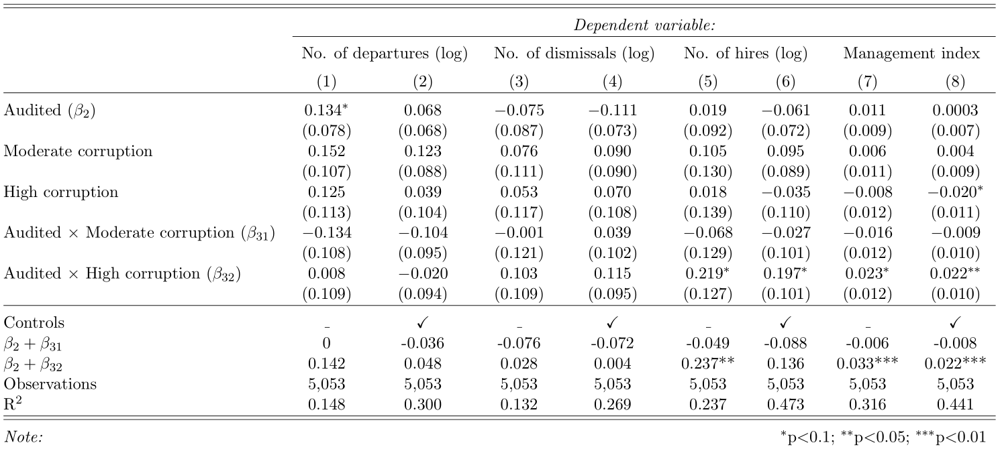 Dependent variable:
No. of departures (log) No. of dismissals (log) No. of hires (log) Management index
(1) (2) (3) (4) (5) (6) (7) (8)
Audited (β₂) 0.134* 0.068 −0.075 −0.111 0.019 −0.061 0.011 0.0003
(0.078) (0.068) (0.087) (0.073) (0.092) (0.072) (0.009) (0.007)
Moderate corruption 0.152 0.123 0.076 0.090 0.105 0.095 0.006 0.004
(0.107) (0.088) (0.111) (0.090) (0.130) (0.089) (0.011) (0.009)
High corruption 0.125 0.039 0.053 0.070 0.018 −0.035 −0.008 −0.020*
(0.113) (0.104) (0.117) (0.108) (0.139) (0.110) (0.012) (0.011)
Audited × Moderate corruption (β₃₁) −0.134 −0.104 −0.001 0.039 −0.068 −0.027 −0.016 −0.009
(0.108) (0.095) (0.121) (0.102) (0.129) (0.101) (0.012) (0.010)
Audited × High corruption (β₃₂) 0.008 −0.020 0.103 0.115 0.219* 0.197* 0.023* 0.022**
(0.109) (0.094) (0.109) (0.095) (0.127) (0.101) (0.012) (0.010)
Controls _ ✓ _ ✓ _ ✓ _ ✓
β₂ + β₃₁ 0 -0.036 -0.076 -0.072 -0.049 -0.088 -0.006 -0.008
β₂ + β₃₂ 0.142 0.048 0.028 0.004 0.237** 0.136 0.033*** 0.022***
Observations 5,053 5,053 5,053 5,053 5,053 5,053 5,053 5,053
R² 0.148 0.300 0.132 0.269 0.237 0.473 0.316 0.441
Note: *p<0.1; **p<0.05; ***p<0.01